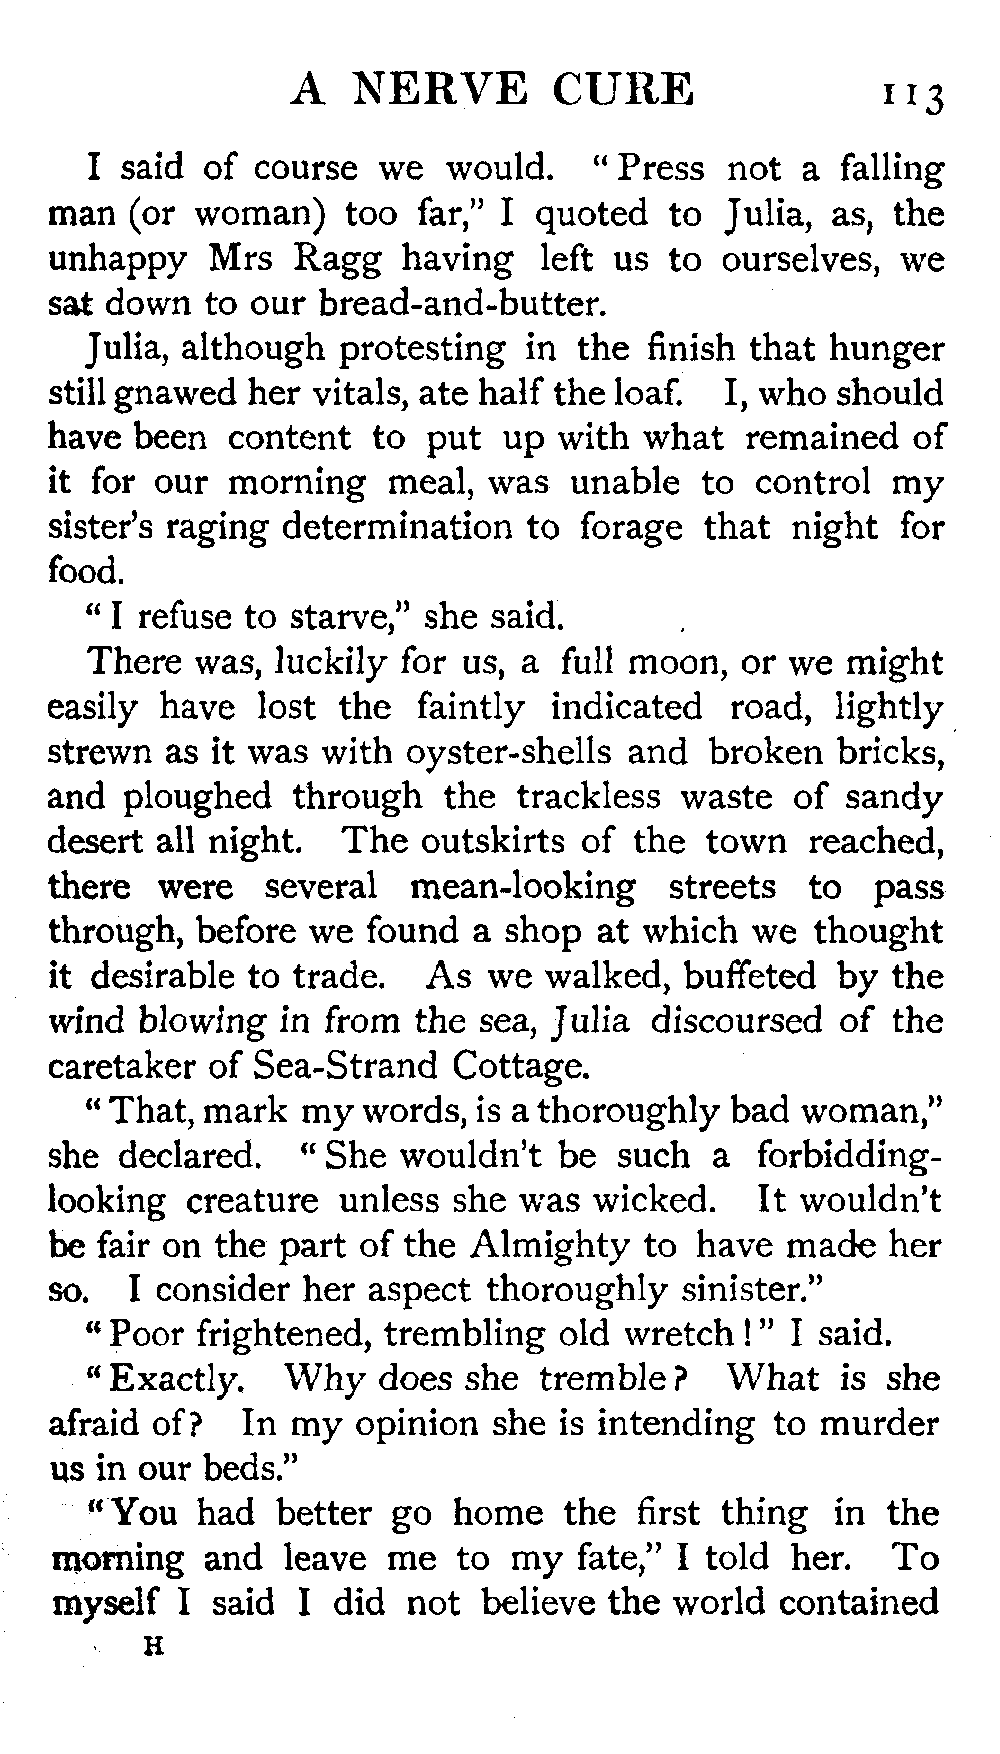 A NERVE CURE 113
I said of course we would. “Press not a falling
man (or woman) too far,” I quoted to Julia, as, the
unhappy Mrs Ragg having left us to ourselves, we
sat down to our bread-and-butter.
Julia, although protesting in the finish that hunger
still gnawed her vitals, ate half the loaf. I, who should
have been content to put up with what remained of
it for our morning meal, was unable to control my
sister’s raging determination to forage that night for
food.
“I refuse to starve,” she said.
There was, luckily for us, a full moon, or we might
easily have lost the faintly indicated road, lightly
strewn as it was with oyster-shells and broken bricks,
and ploughed through the trackless waste of sandy
desert all night. The outskirts of the town reached,
there were several mean-looking streets to pass
through, before we found a shop at which we thought
it desirable to trade. As we walked, buffeted by the
wind blowing in from the sea, Julia discoursed of the
caretaker of Sea-Strand Cottage.
“That, mark my words, is a thoroughly bad woman,”
she declared. “She wouldn’t be such a forbidding-
looking creature unless she was wicked. It wouldn’t
be fair on the part of the Almighty to have made her
so. I consider her aspect thoroughly sinister.”
“Poor frightened, trembling old wretch!” I said.
“Exactly. Why does she tremble? What is she
afraid of? In my opinion she is intending to murder
us in our beds.”
“You had better go home the first thing in the
morning and leave me to my fate,” I told her. To
myself I said I did not believe the world contained
H